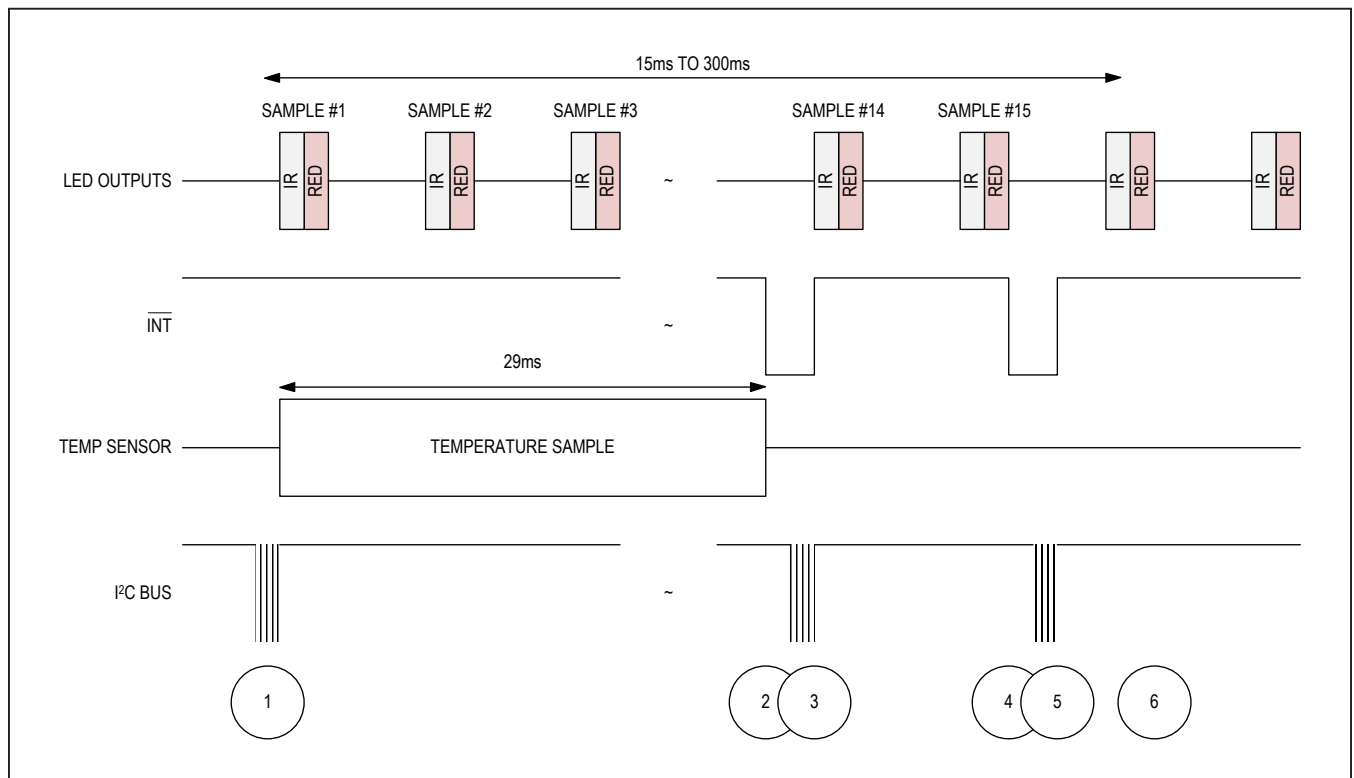 15ms TO 300ms
SAMPLE #1 SAMPLE #2 SAMPLE #3 SAMPLE #14 SAMPLE #15
LED OUTPUTS IR RED IR RED IR RED ~ IR RED IR RED IR RED IR RED
INT ~
29ms
TEMP SENSOR TEMPERATURE SAMPLE
I²C BUS ~
1 2 3 4 5 6